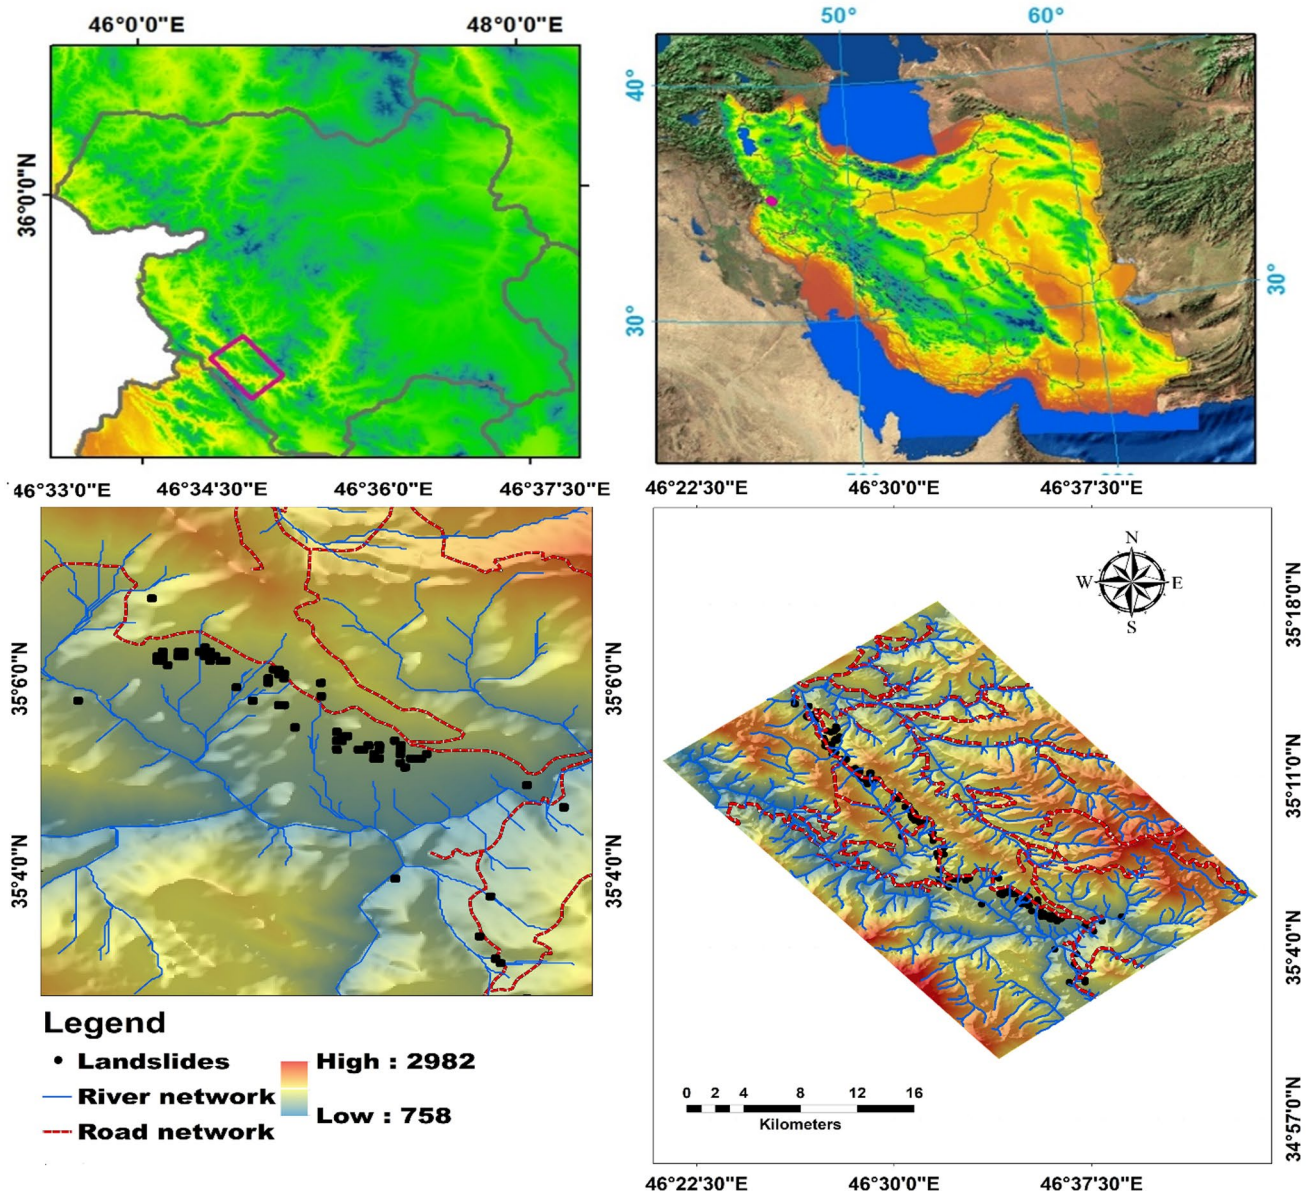 46°0'0"E
48°0'0"E
36°0'0"N
50°
60°
40°
30°
30°
46°33'0"E
46°34'30"E
46°36'0"E
46°37'30"E
35°6'0"N
35°4'0"N
35°6'0"N
35°4'0"N
46°22'30"E
46°30'0"E
46°37'30"E
N
W
E
S
35°18'0"N
35°11'0"N
35°4'0"N
34°57'0"N
0 2 4 8 12 16
Kilometers
46°22'30"E
46°30'0"E
46°37'30"E
Legend
Landslides
River network
Road network
High : 2982
Low : 758